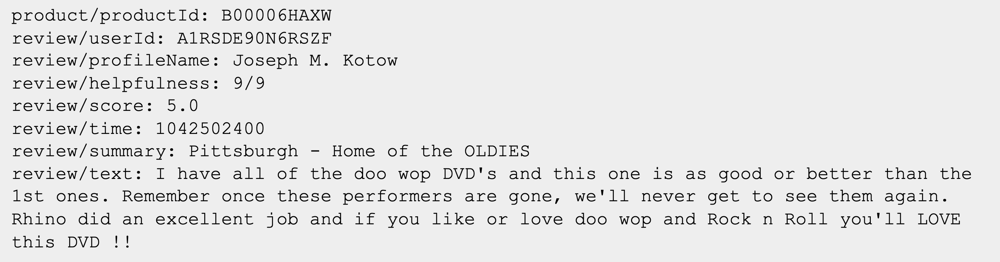 product/productId: B00006HAXW
review/userId: A1RSDE90N6RSZF
review/profileName: Joseph M. Kotow
review/helpfulness: 9/9
review/score: 5.0
review/time: 1042502400
review/summary: Pittsburgh - Home of the OLDIES
review/text: I have all of the doo wop DVD's and this one is as good or better than the
1st ones. Remember once these performers are gone, we'll never get to see them again.
Rhino did an excellent job and if you like or love doo wop and Rock n Roll you'll LOVE
this DVD !!